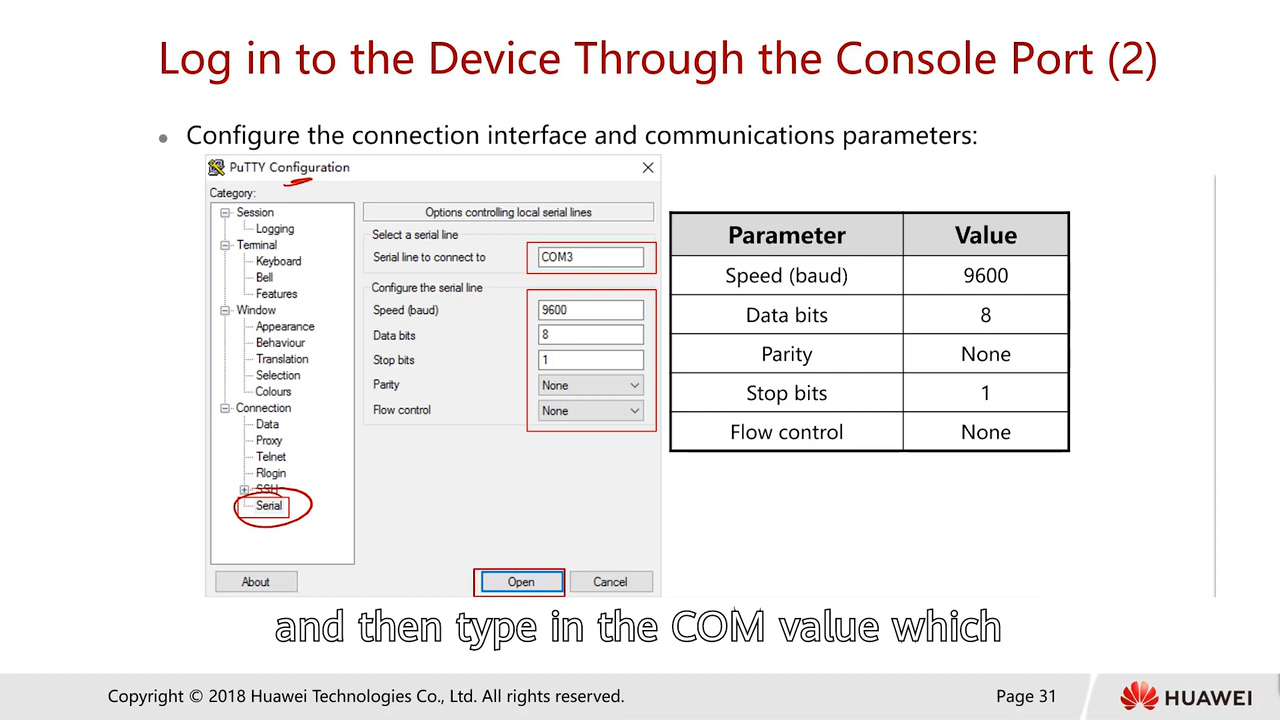 Log in to the Device Through the Console Port (2)
● Configure the connection interface and communications parameters:
PuTTY Configuration
Category:
Session
Logging
Terminal
Keyboard
Bell
Features
Window
Appearance
Behaviour
Translation
Selection
Colours
Connection
Data
Proxy
Telnet
Rlogin
SSH
Serial
Options controlling local serial lines
Select a serial line
Serial line to connect to COM3
Configure the serial line
Speed (baud) 9600
Data bits 8
Stop bits 1
Parity None
Flow control None
About Open Cancel
Parameter Value
Speed (baud) 9600
Data bits 8
Parity None
Stop bits 1
Flow control None
and then type in the COM value which
Copyright © 2018 Huawei Technologies Co., Ltd. All rights reserved. Page 31 HUAWEI